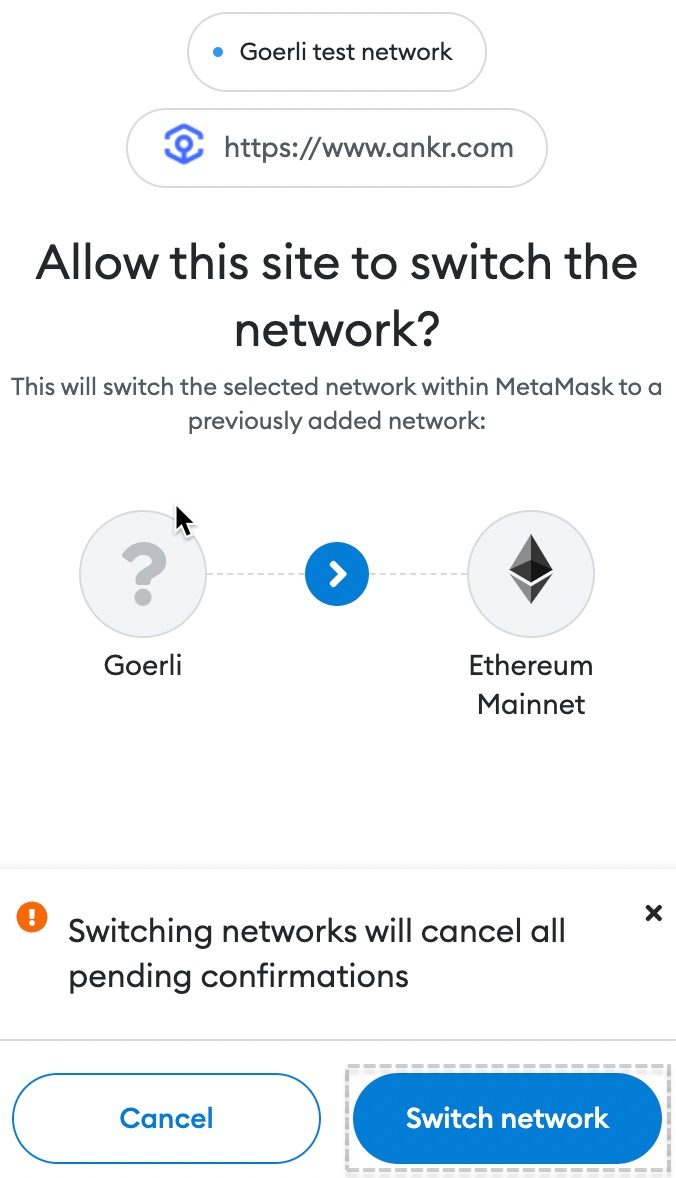 Goerli test network
https://www.ankr.com
Allow this site to switch the
network?
This will switch the selected network within MetaMask to a
previously added network:
?
Goerli
Ethereum
Mainnet
!
Switching networks will cancel all
pending confirmations
Cancel
Switch network